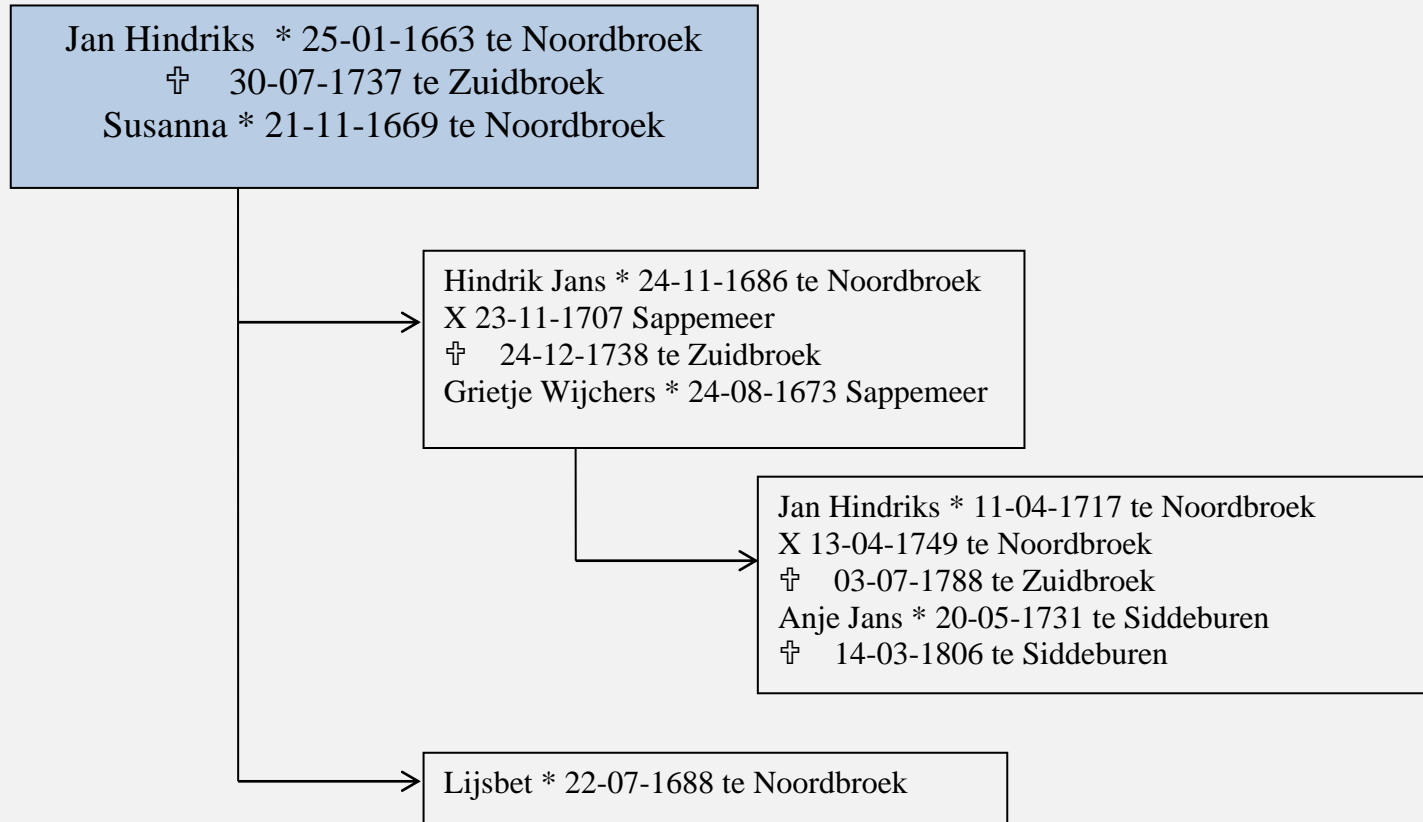 Jan Hindriks * 25-01-1663 te Noordbroek
✞ 30-07-1737 te Zuidbroek
Susanna * 21-11-1669 te Noordbroek
Hindrik Jans * 24-11-1686 te Noordbroek
X 23-11-1707 Sappemeer
✞ 24-12-1738 te Zuidbroek
Grietje Wijchers * 24-08-1673 Sappemeer
Jan Hindriks * 11-04-1717 te Noordbroek
X 13-04-1749 te Noordbroek
✞ 03-07-1788 te Zuidbroek
Anje Jans * 20-05-1731 te Siddeburen
✞ 14-03-1806 te Siddeburen
Lijsbet * 22-07-1688 te Noordbroek